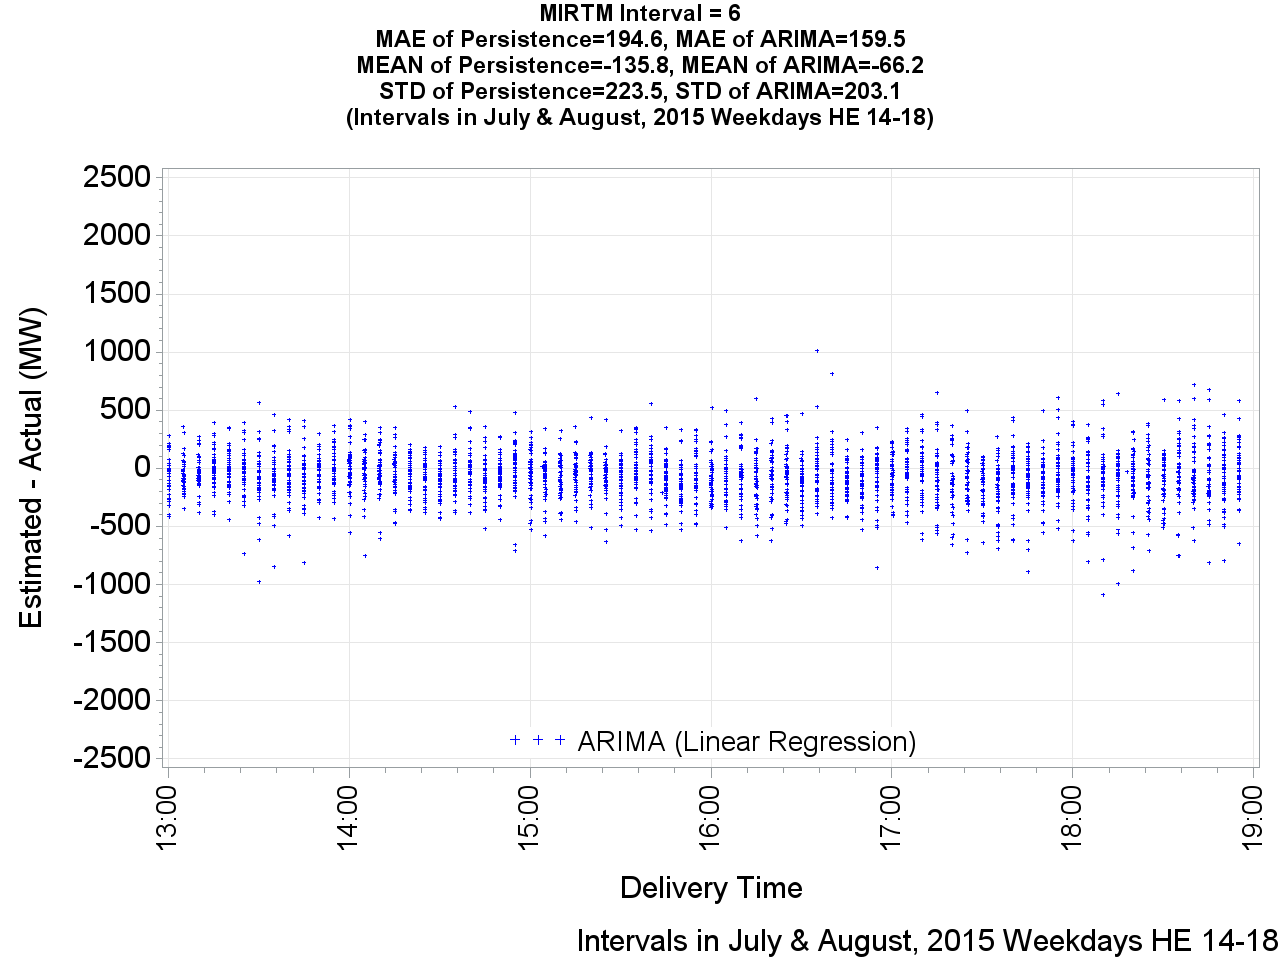 MIRTM Interval = 6
MAE of Persistence=194.6, MAE of ARIMA=159.5
MEAN of Persistence=-135.8, MEAN of ARIMA=-66.2
STD of Persistence=223.5, STD of ARIMA=203.1
(Intervals in July & August, 2015 Weekdays HE 14-18)
Estimated - Actual (MW)
2500
2000
1500
1000
500
0
-500
-1000
-1500
-2000
-2500
ARIMA (Linear Regression)
13:00
14:00
15:00
16:00
17:00
18:00
19:00
Delivery Time
Intervals in July & August, 2015 Weekdays HE 14-18